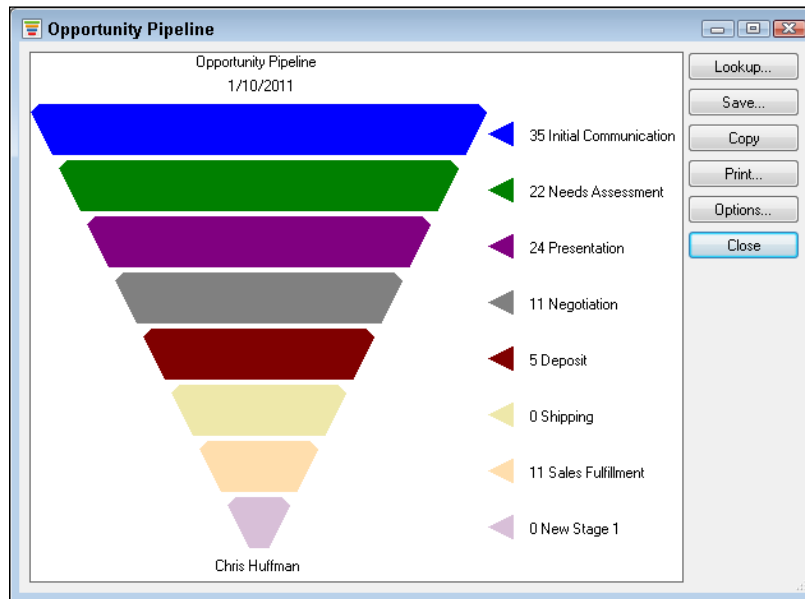 Opportunity Pipeline
Opportunity Pipeline
1/10/2011
35 Initial Communication
22 Needs Assessment
24 Presentation
11 Negotiation
5 Deposit
0 Shipping
11 Sales Fulfillment
0 New Stage 1
Chris Huffman
Lookup...
Save...
Copy
Print...
Options...
Close